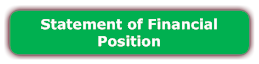 Statement of Financial
Position